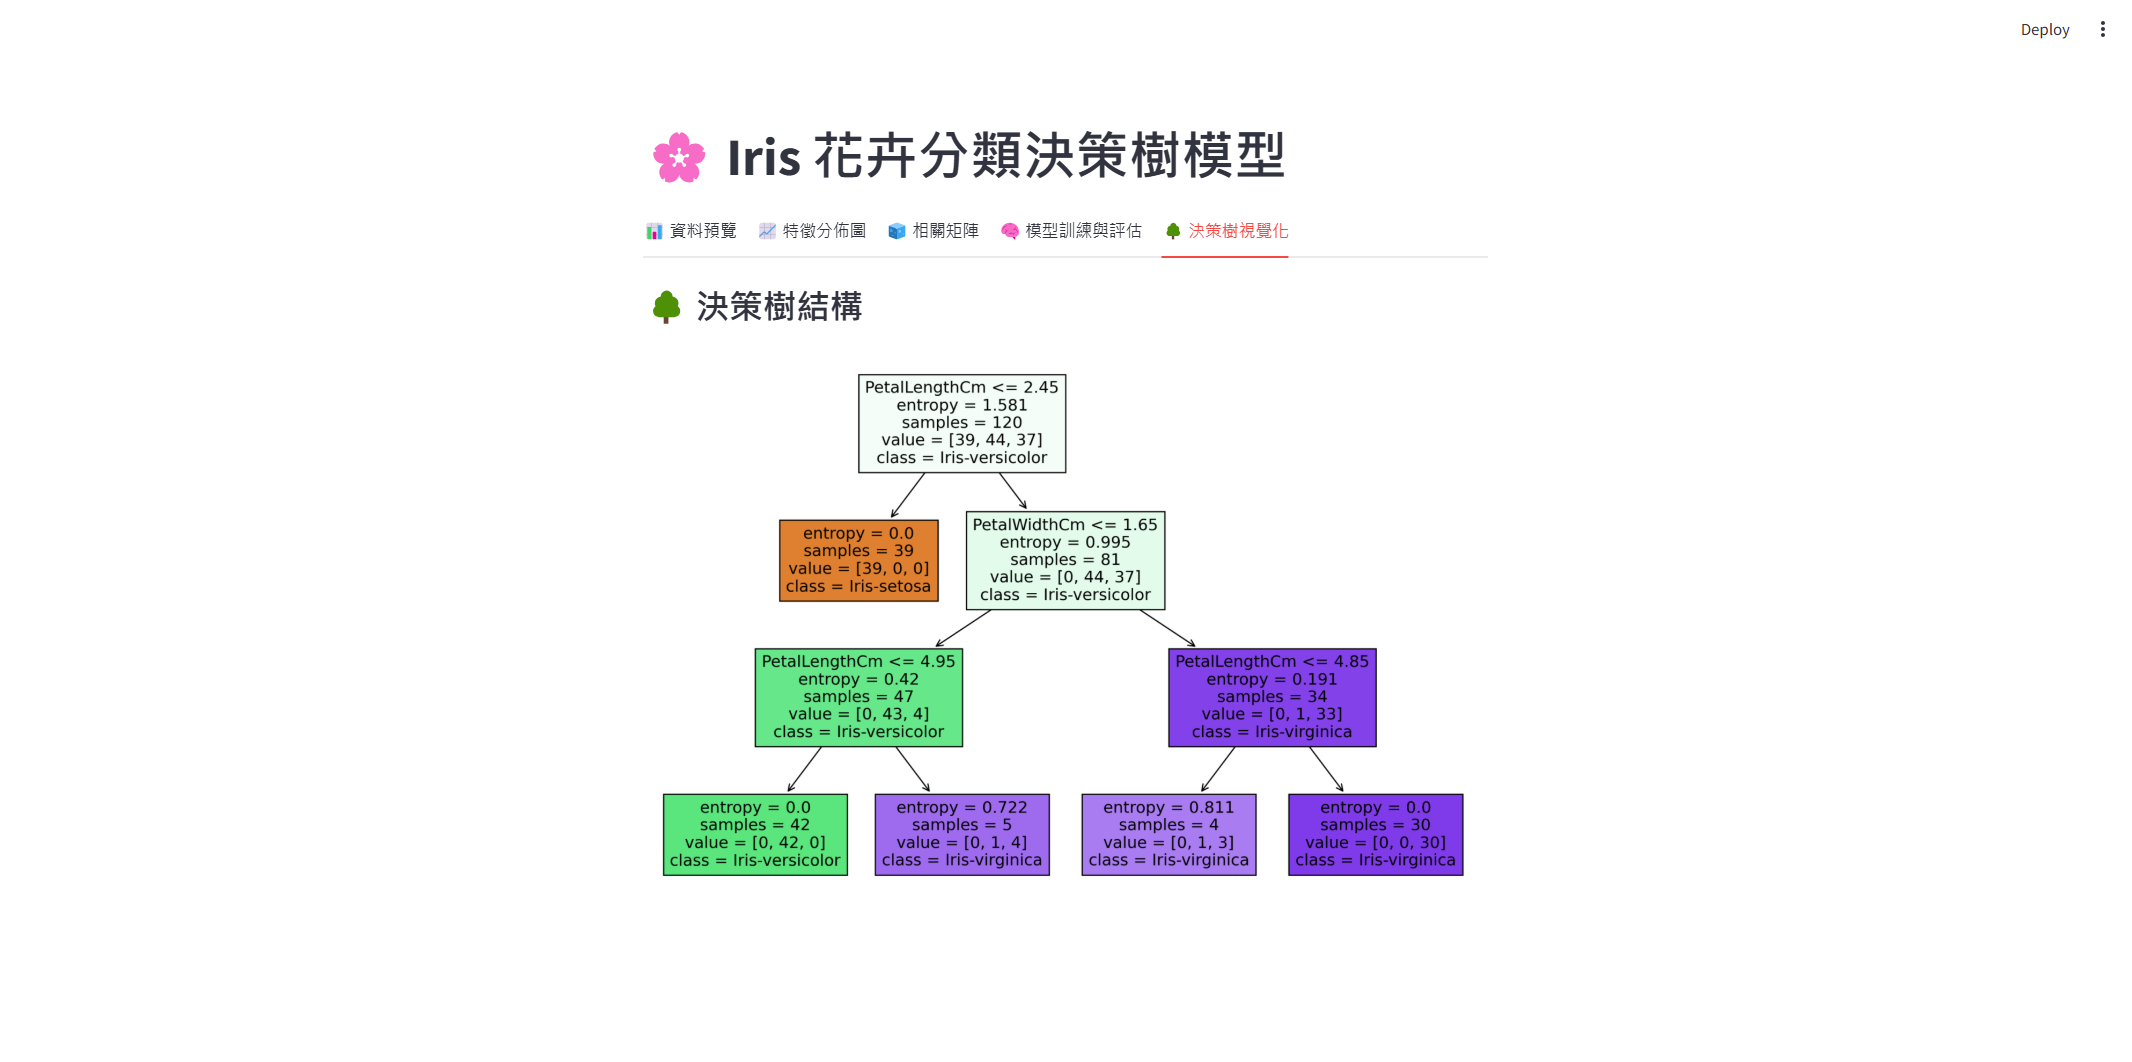 Deploy
Iris 花卉分類決策樹模型
資料預覽
特徵分佈圖
相關矩陣
模型訓練與評估
決策樹視覺化
決策樹結構
PetalLengthCm <= 2.45
entropy = 1.581
samples = 120
value = [39, 44, 37]
class = Iris-versicolor
entropy = 0.0
samples = 39
value = [39, 0, 0]
class = Iris-setosa
PetalWidthCm <= 1.65
entropy = 0.995
samples = 81
value = [0, 44, 37]
class = Iris-versicolor
PetalLengthCm <= 4.95
entropy = 0.42
samples = 47
value = [0, 43, 4]
class = Iris-versicolor
PetalLengthCm <= 4.85
entropy = 0.191
samples = 34
value = [0, 1, 33]
class = Iris-virginica
entropy = 0.0
samples = 42
value = [0, 42, 0]
class = Iris-versicolor
entropy = 0.722
samples = 5
value = [0, 1, 4]
class = Iris-virginica
entropy = 0.811
samples = 4
value = [0, 1, 3]
class = Iris-virginica
entropy = 0.0
samples = 30
value = [0, 0, 30]
class = Iris-virginica